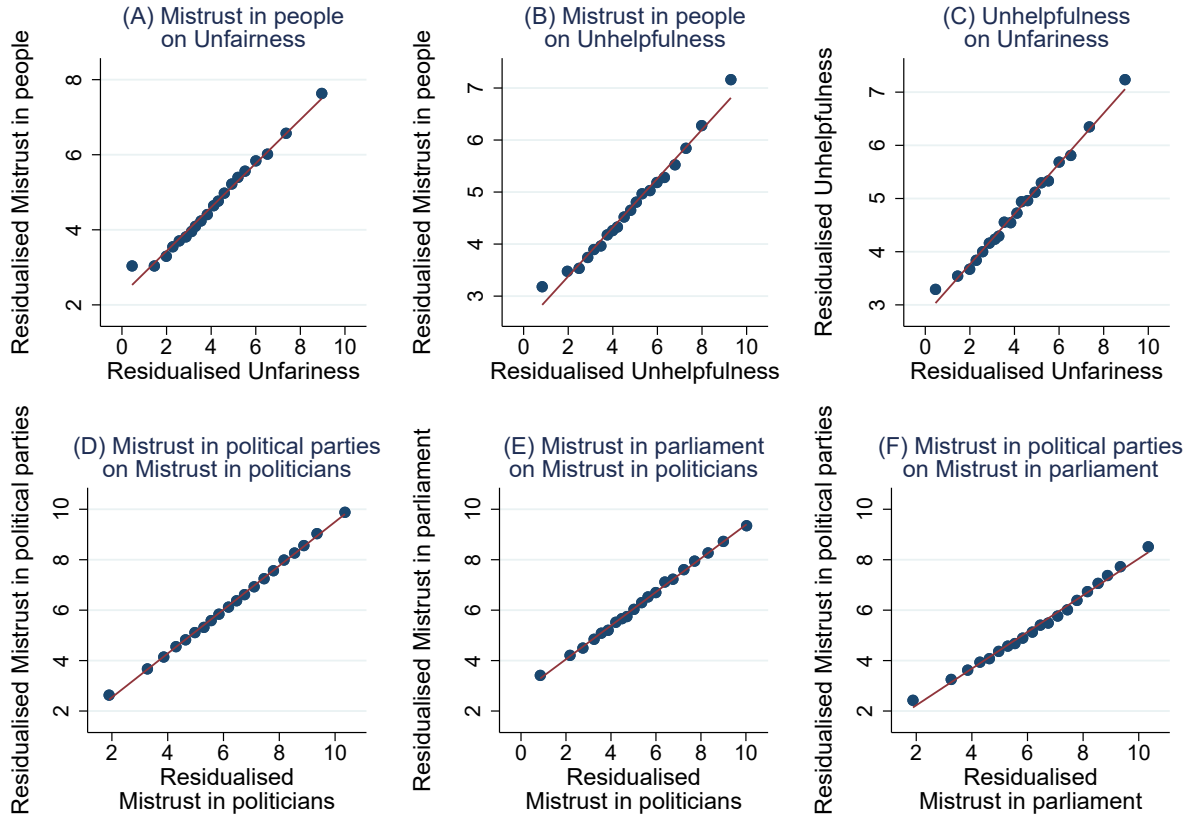 (A) Mistrust in people
on Unfairness
Residualised Mistrust in people
8
6
4
2
0 2 4 6 8 10
Residualised Unfariness
(B) Mistrust in people
on Unhelpfulness
Residualised Mistrust in people
7
6
5
4
3
0 2 4 6 8 10
Residualised Unhelpfulness
(C) Unhelpfulness
on Unfariness
Residualised Unhelpfulness
7
6
5
4
3
0 2 4 6 8 10
Residualised Unfariness
(D) Mistrust in political parties
on Mistrust in politicians
Residualised Mistrust in political parties
10
8
6
4
2
2 4 6 8 10
Residualised
Mistrust in politicians
(E) Mistrust in parliament
on Mistrust in politicians
Residualised Mistrust in parliament
10
8
6
4
2
0 2 4 6 8 10
Residualised
Mistrust in politicians
(F) Mistrust in political parties
on Mistrust in parliament
Residualised Mistrust in political parties
10
8
6
4
2
2 4 6 8 10
Residualised
Mistrust in parliament